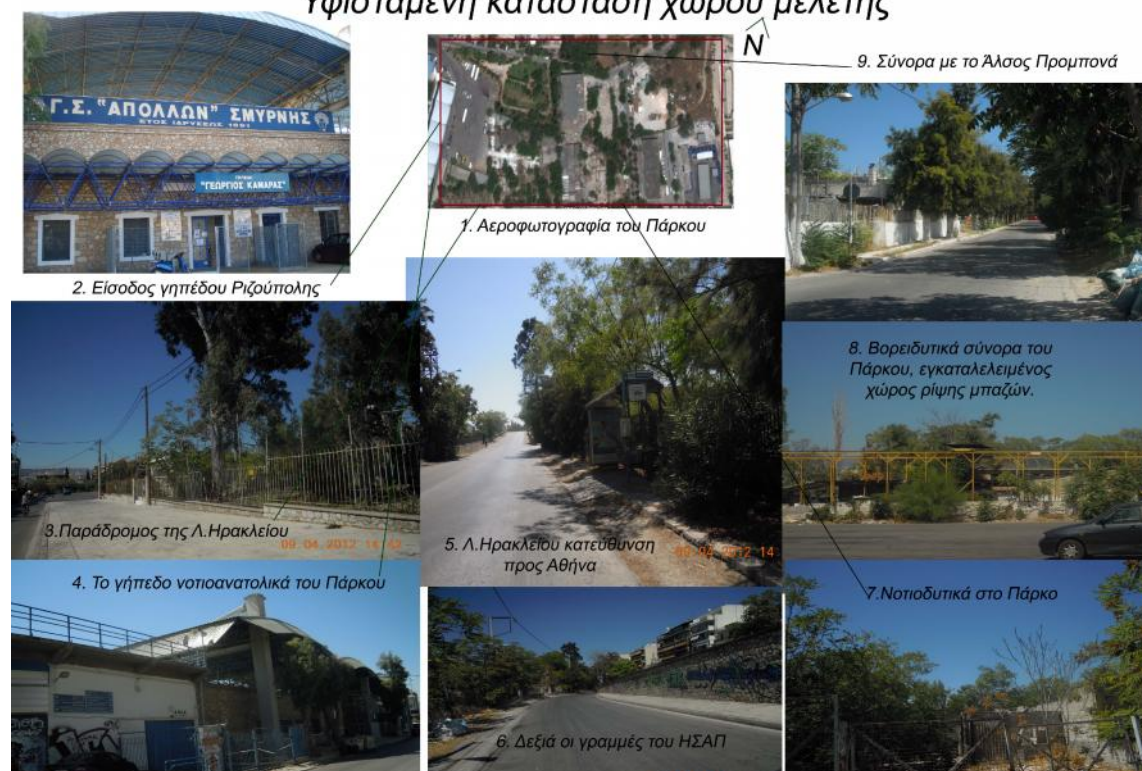 Υφιστάμενη κατάσταση χώρου μελέτης
N
9. Σύνορα με το Άλσος Προμπονά
Γ.Σ. "ΑΠΟΛΛΩΝ" ΣΜΥΡΝΗΣ
ΕΤΟΣ ΙΔΡΥΣΕΩΣ 1891
"ΓΕΩΡΓΙΟΣ ΚΑΜΑΡΑΣ"
1. Αεροφωτογραφία του Πάρκου
2. Είσοδος γηπέδου Ριζούπολης
8. Βορειδυτικά σύνορα του
Πάρκου, εγκαταλελειμένος
χώρος ρίψης μπαζών.
3.Παράδρομος της Λ.Ηρακλείου
09.04.2012 14:42
5. Λ.Ηρακλείου κατεύθυνση
προς Αθήνα
09.04.2012 14
4. Το γήπεδο νοτιοανατολικά του Πάρκου
7.Νοτιοδυτικά στο Πάρκο
6. Δεξιά οι γραμμές του ΗΣΑΠ